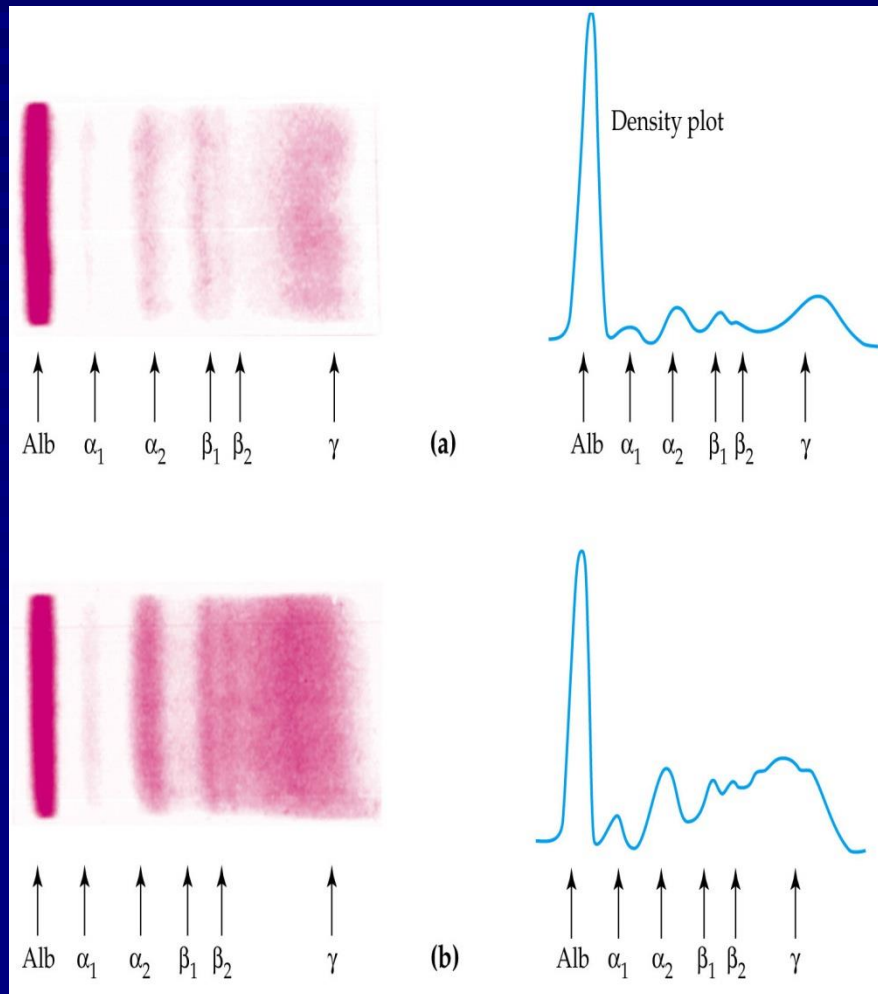 Density plot
Alb α₁ α₂ β₁ β₂ γ (a) Alb α₁ α₂ β₁ β₂ γ
Alb α₁ α₂ β₁ β₂ γ (b) Alb α₁ α₂ β₁ β₂ γ